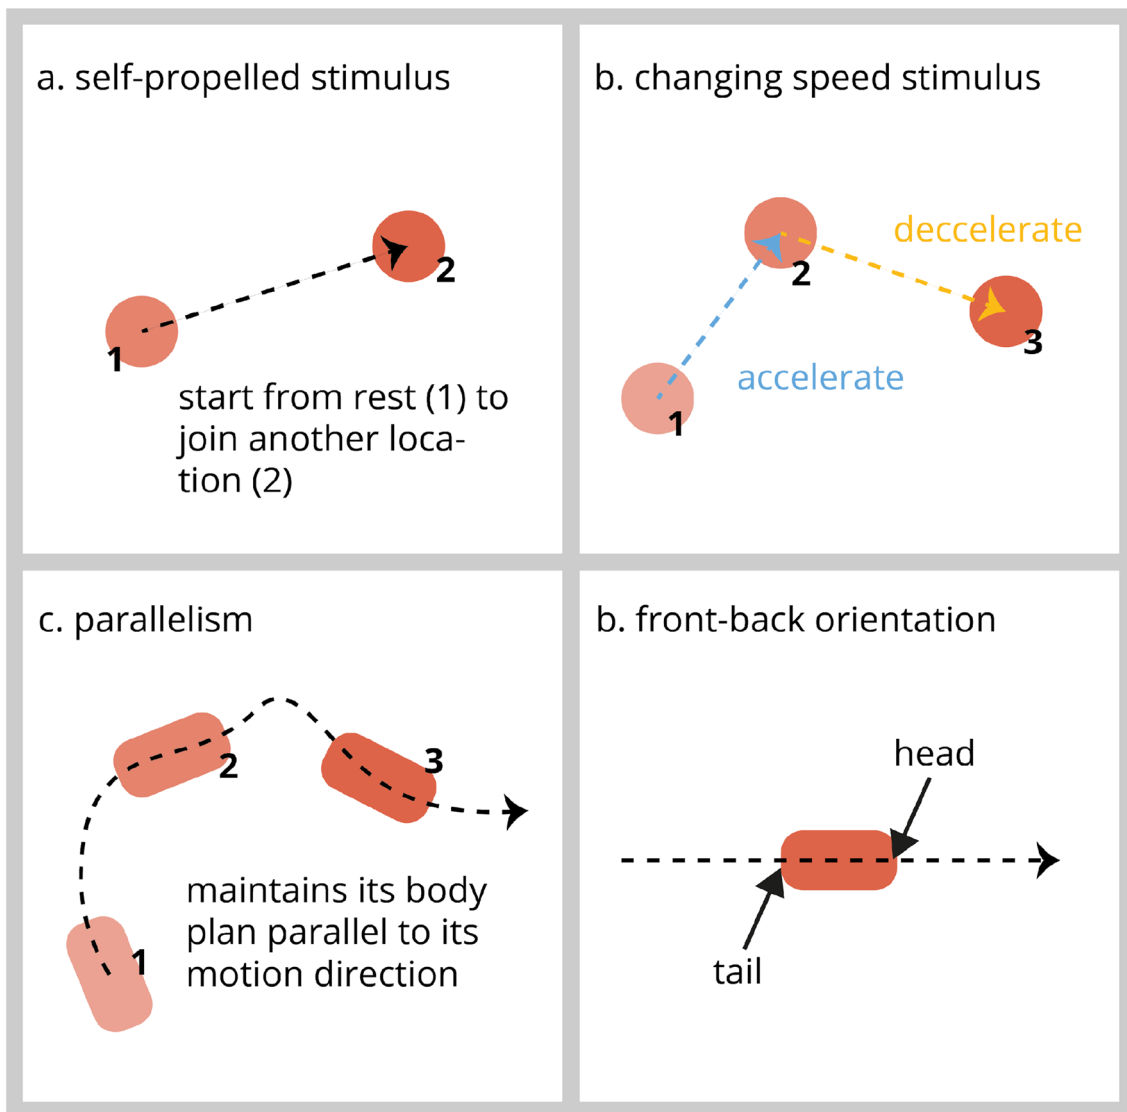 a. self-propelled stimulus
1
2
start from rest (1) to
join another loca-
tion (2)
b. changing speed stimulus
deccelerate
2
3
accelerate
1
c. parallelism
2
3
maintains its body
plan parallel to its
motion direction
1
b. front-back orientation
head
tail